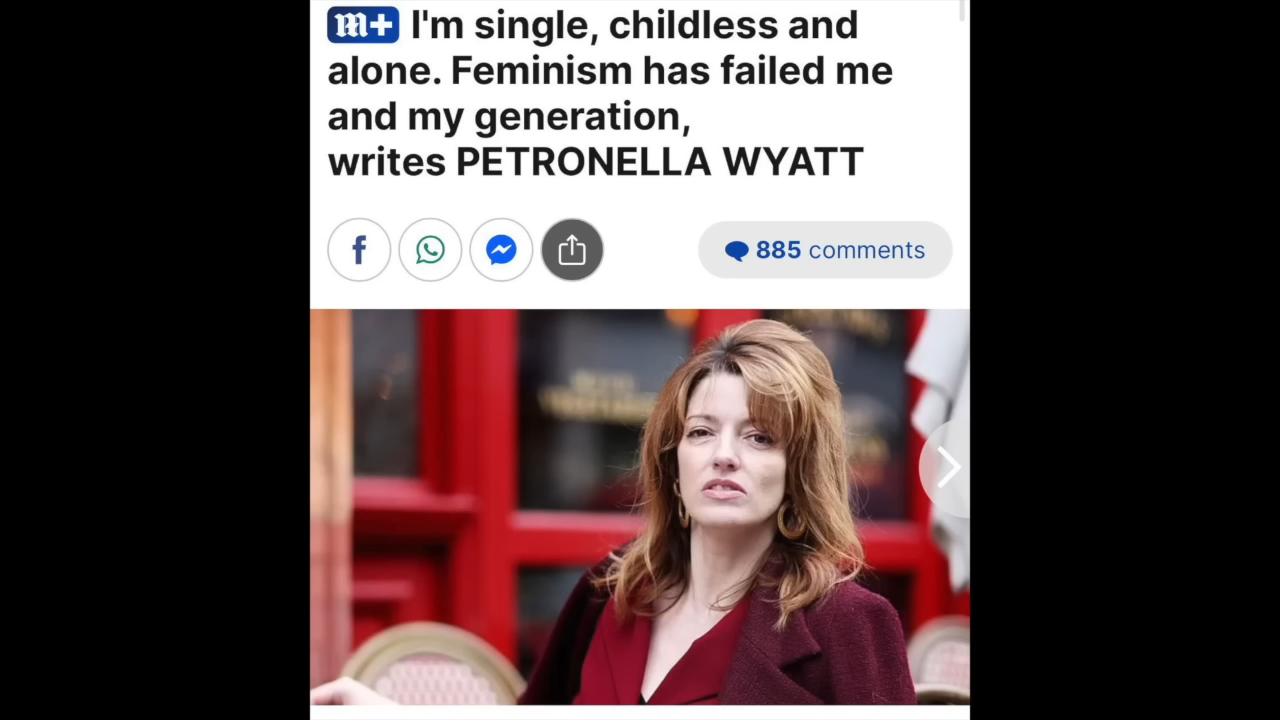 M+ I'm single, childless and
alone. Feminism has failed me
and my generation,
writes PETRONELLA WYATT
885 comments